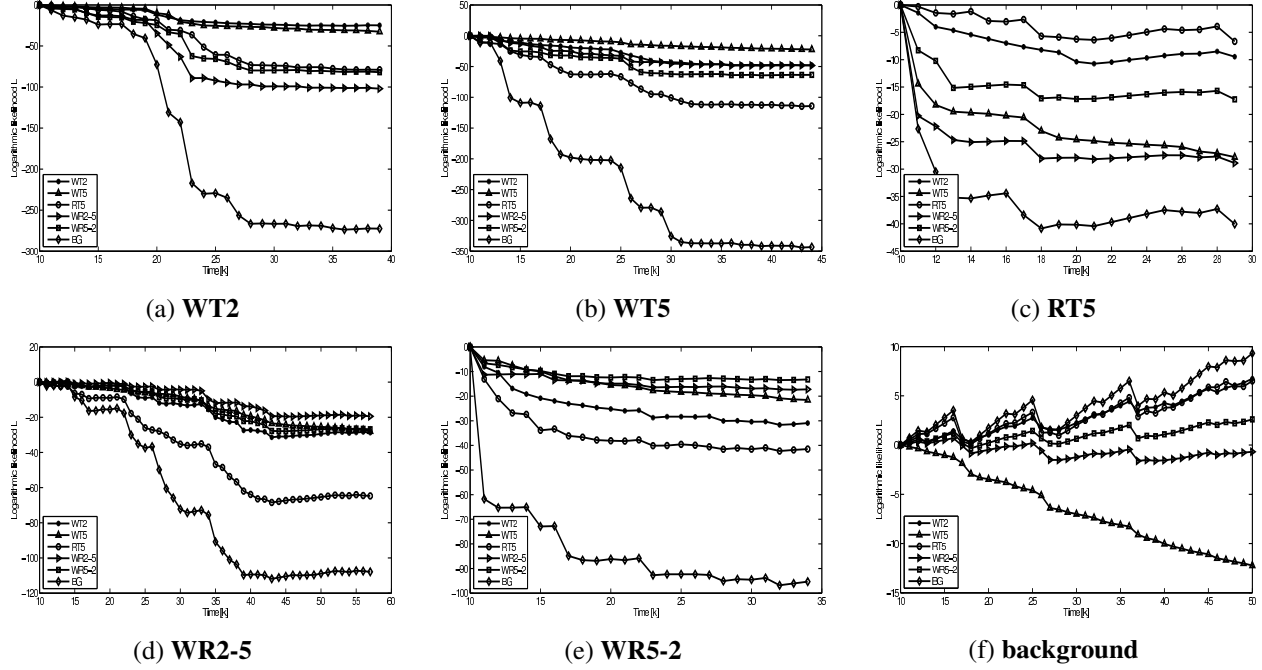 0
−50
−100
−150
−200
−250
−300
10 15 20 25 30 35 40
Time[k]
Logarithmic likelihood L
WT2
WT5
RT5
WR2−5
WR5−2
BG
(a) WT2
50
0
−50
−100
−150
−200
−250
−300
−350
10 15 20 25 30 35 40 45
Time[k]
Logarithmic likelihood L
WT2
WT5
RT5
WR2−5
WR5−2
BG
(b) WT5
0
−5
−10
−15
−20
−25
−30
−35
−40
−45
10 12 14 16 18 20 22 24 26 28 30
Time[k]
Logarithmic likelihood L
WT2
WT5
RT5
WR2−5
WR5−2
BG
(c) RT5
20
0
−20
−40
−60
−80
−100
−120
10 15 20 25 30 35 40 45 50 55 60
Time[k]
Logarithmic likelihood L
WT2
WT5
RT5
WR2−5
WR5−2
BG
(d) WR2-5
0
−10
−20
−30
−40
−50
−60
−70
−80
−90
−100
10 15 20 25 30 35
Time[k]
Logarithmic likelihood L
WT2
WT5
RT5
WR2−5
WR5−2
BG
(e) WR5-2
10
5
0
−5
−10
−15
10 15 20 25 30 35 40 45 50
Time[k]
Logarithmic likelihood L
WT2
WT5
RT5
WR2−5
WR5−2
BG
(f) background